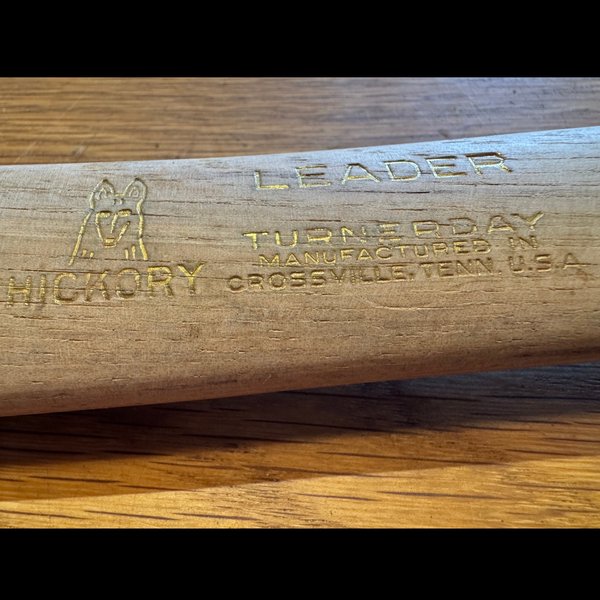 LEADER
HICKORY
TURNERDAY
MANUFACTURED IN
CROSSVILLE, TENN. U.S.A.